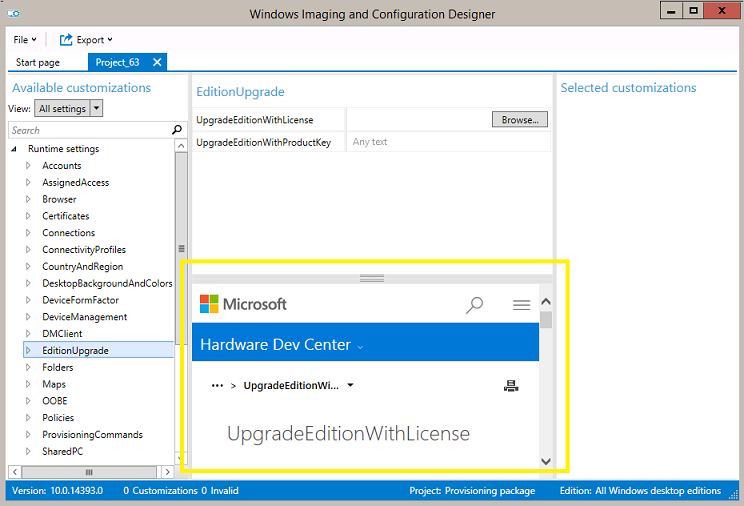 Windows Imaging and Configuration Designer
File Export
Start page Project_63
Available customizations
View: All settings
Search
Runtime settings
Accounts
AssignedAccess
Browser
Certificates
Connections
ConnectivityProfiles
CountryAndRegion
DesktopBackgroundAndColors
DeviceFormFactor
DeviceManagement
DMClient
EditionUpgrade
Folders
Maps
OOBE
Policies
ProvisioningCommands
SharedPC
EditionUpgrade
UpgradeEditionWithLicense Browse...
UpgradeEditionWithProductKey Any text
Microsoft
Hardware Dev Center
••• > UpgradeEditionWi...
UpgradeEditionWithLicense
Selected customizations
Version: 10.0.14393.0 0 Customizations 0 Invalid Project: Provisioning package Edition: All Windows desktop editions